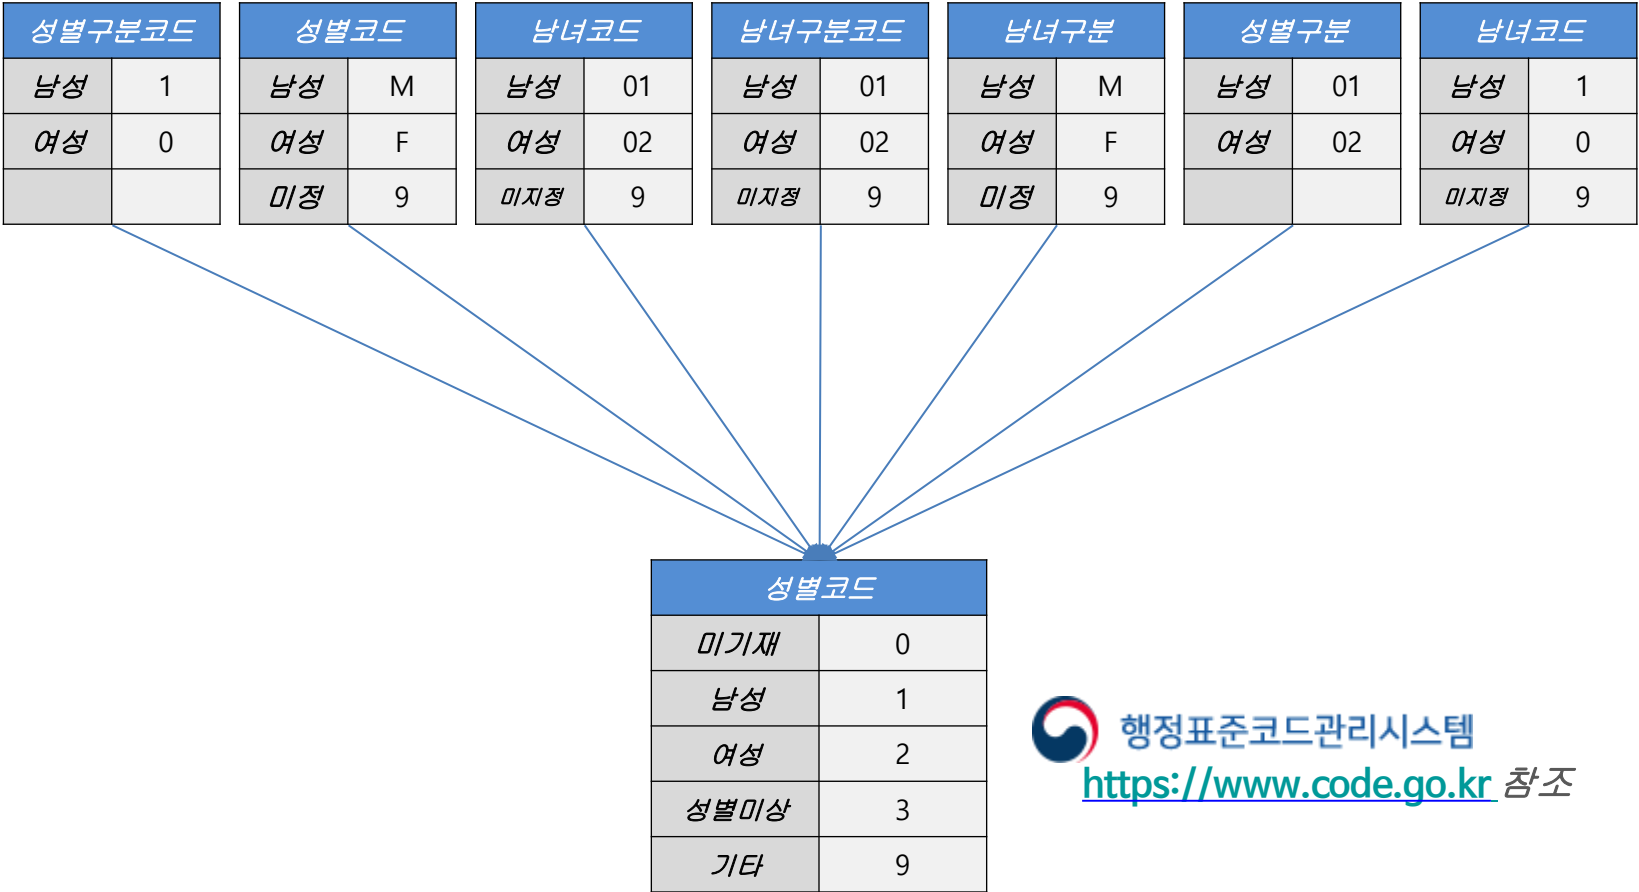 성별구분코드 성별코드 남녀코드 남녀구분코드 남녀구분 성별구분 남녀코드
남성 1 남성 M 남성 01 남성 01 남성 M 남성 01 남성 1
여성 0 여성 F 여성 02 여성 02 여성 F 여성 02 여성 0
미정 9 미지정 9 미지정 9 미정 9 미지정 9
성별코드
미기재 0
남성 1
여성 2
성별미상 3
기타 9
행정표준코드관리시스템
https://www.code.go.kr 참조